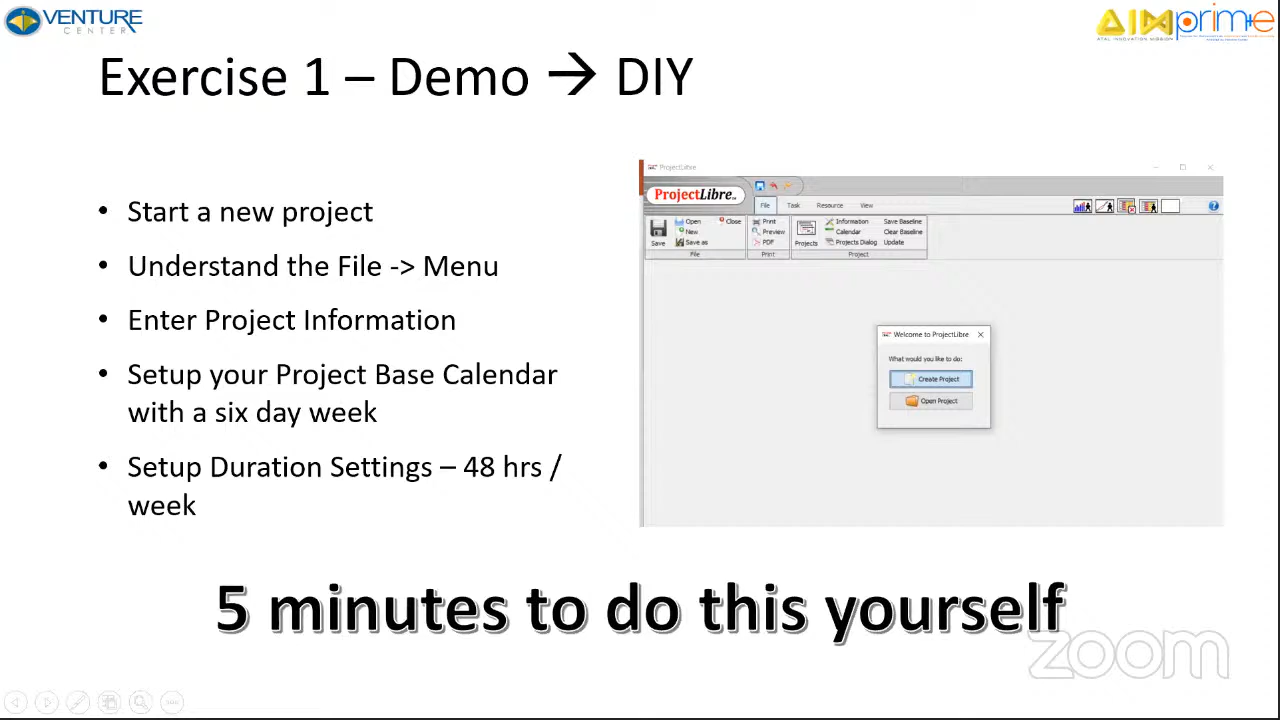 VENTURE
CENTER
AIM prime
ATAL INNOVATION MISSION
Exercise 1 – Demo → DIY
• Start a new project
• Understand the File -> Menu
• Enter Project Information
• Setup your Project Base Calendar
with a six day week
• Setup Duration Settings – 48 hrs /
week
ProjectLibre
ProjectLibre
File Task Resource View
Save Open New Save as Close
Print Preview PDF
Projects Information Calendar Projects Dialog Save Baseline Clear Baseline Update
File Print Project
Welcome to ProjectLibre
What would you like to do:
Create Project
Open Project
5 minutes to do this yourself
zoom